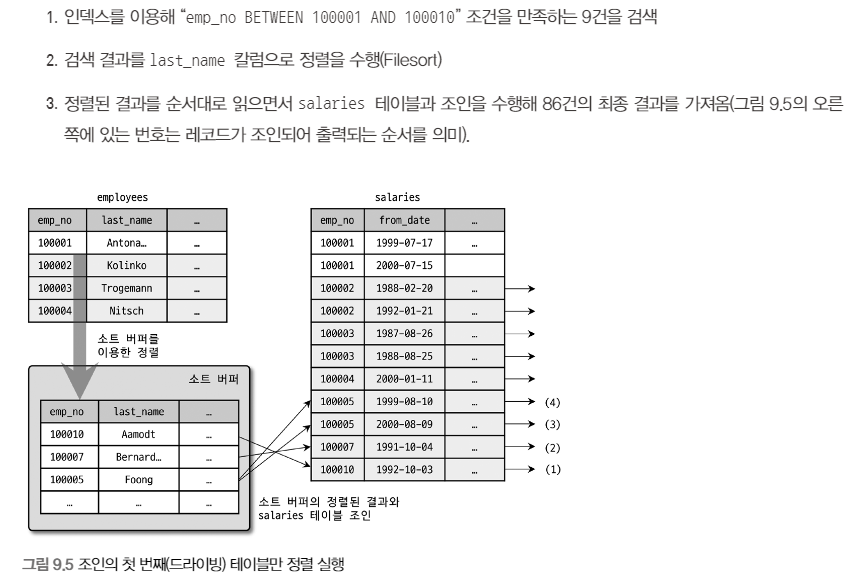 1. 인덱스를 이용해 “emp_no BETWEEN 100001 AND 100010” 조건을 만족하는 9건을 검색
2. 검색 결과를 last_name 칼럼으로 정렬을 수행(Filesort)
3. 정렬된 결과를 순서대로 읽으면서 salaries 테이블과 조인을 수행해 86건의 최종 결과를 가져옴(그림 9.5의 오른
쪽에 있는 번호는 레코드가 조인되어 출력되는 순서를 의미).
employees
emp_no last_name …
100001 Antona… …
100002 Kolinko …
100003 Trogemann …
100004 Nitsch …
소트 버퍼를
이용한 정렬
소트 버퍼
emp_no last_name …
100010 Aamodt …
100007 Bernard… …
100005 Foong …
… … …
salaries
emp_no from_date …
100001 1999-07-17 …
100001 2000-07-15
100002 1988-02-20 …
100002 1992-01-21 …
100003 1987-08-26 …
100003 1988-08-25 …
100004 2000-01-11 …
100005 1999-08-10 … (4)
100005 2000-08-09 … (3)
100007 1991-10-04 … (2)
100010 1992-10-03 … (1)
소트 버퍼의 정렬된 결과와
salaries 테이블 조인
그림 9.5 조인의 첫 번째(드라이빙) 테이블만 정렬 실행